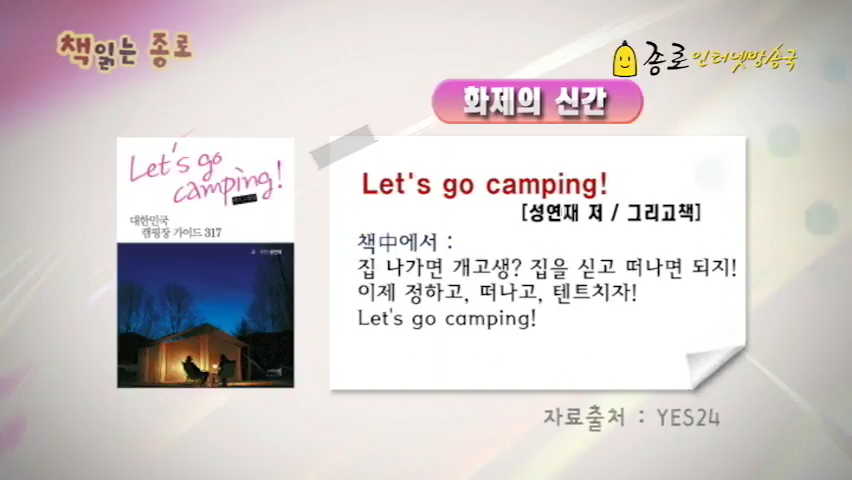 책읽는 종로
종로 인터넷방송국
화제의 신간
Let's go
camping!
대한민국
캠핑장 가이드 317
Let's go camping!
[성연재 저 / 그리고책]
책中에서 :
집 나가면 개고생? 집을 싣고 떠나면 되지!
이제 정하고, 떠나고, 텐트치자!
Let's go camping!
자료출처 : YES24